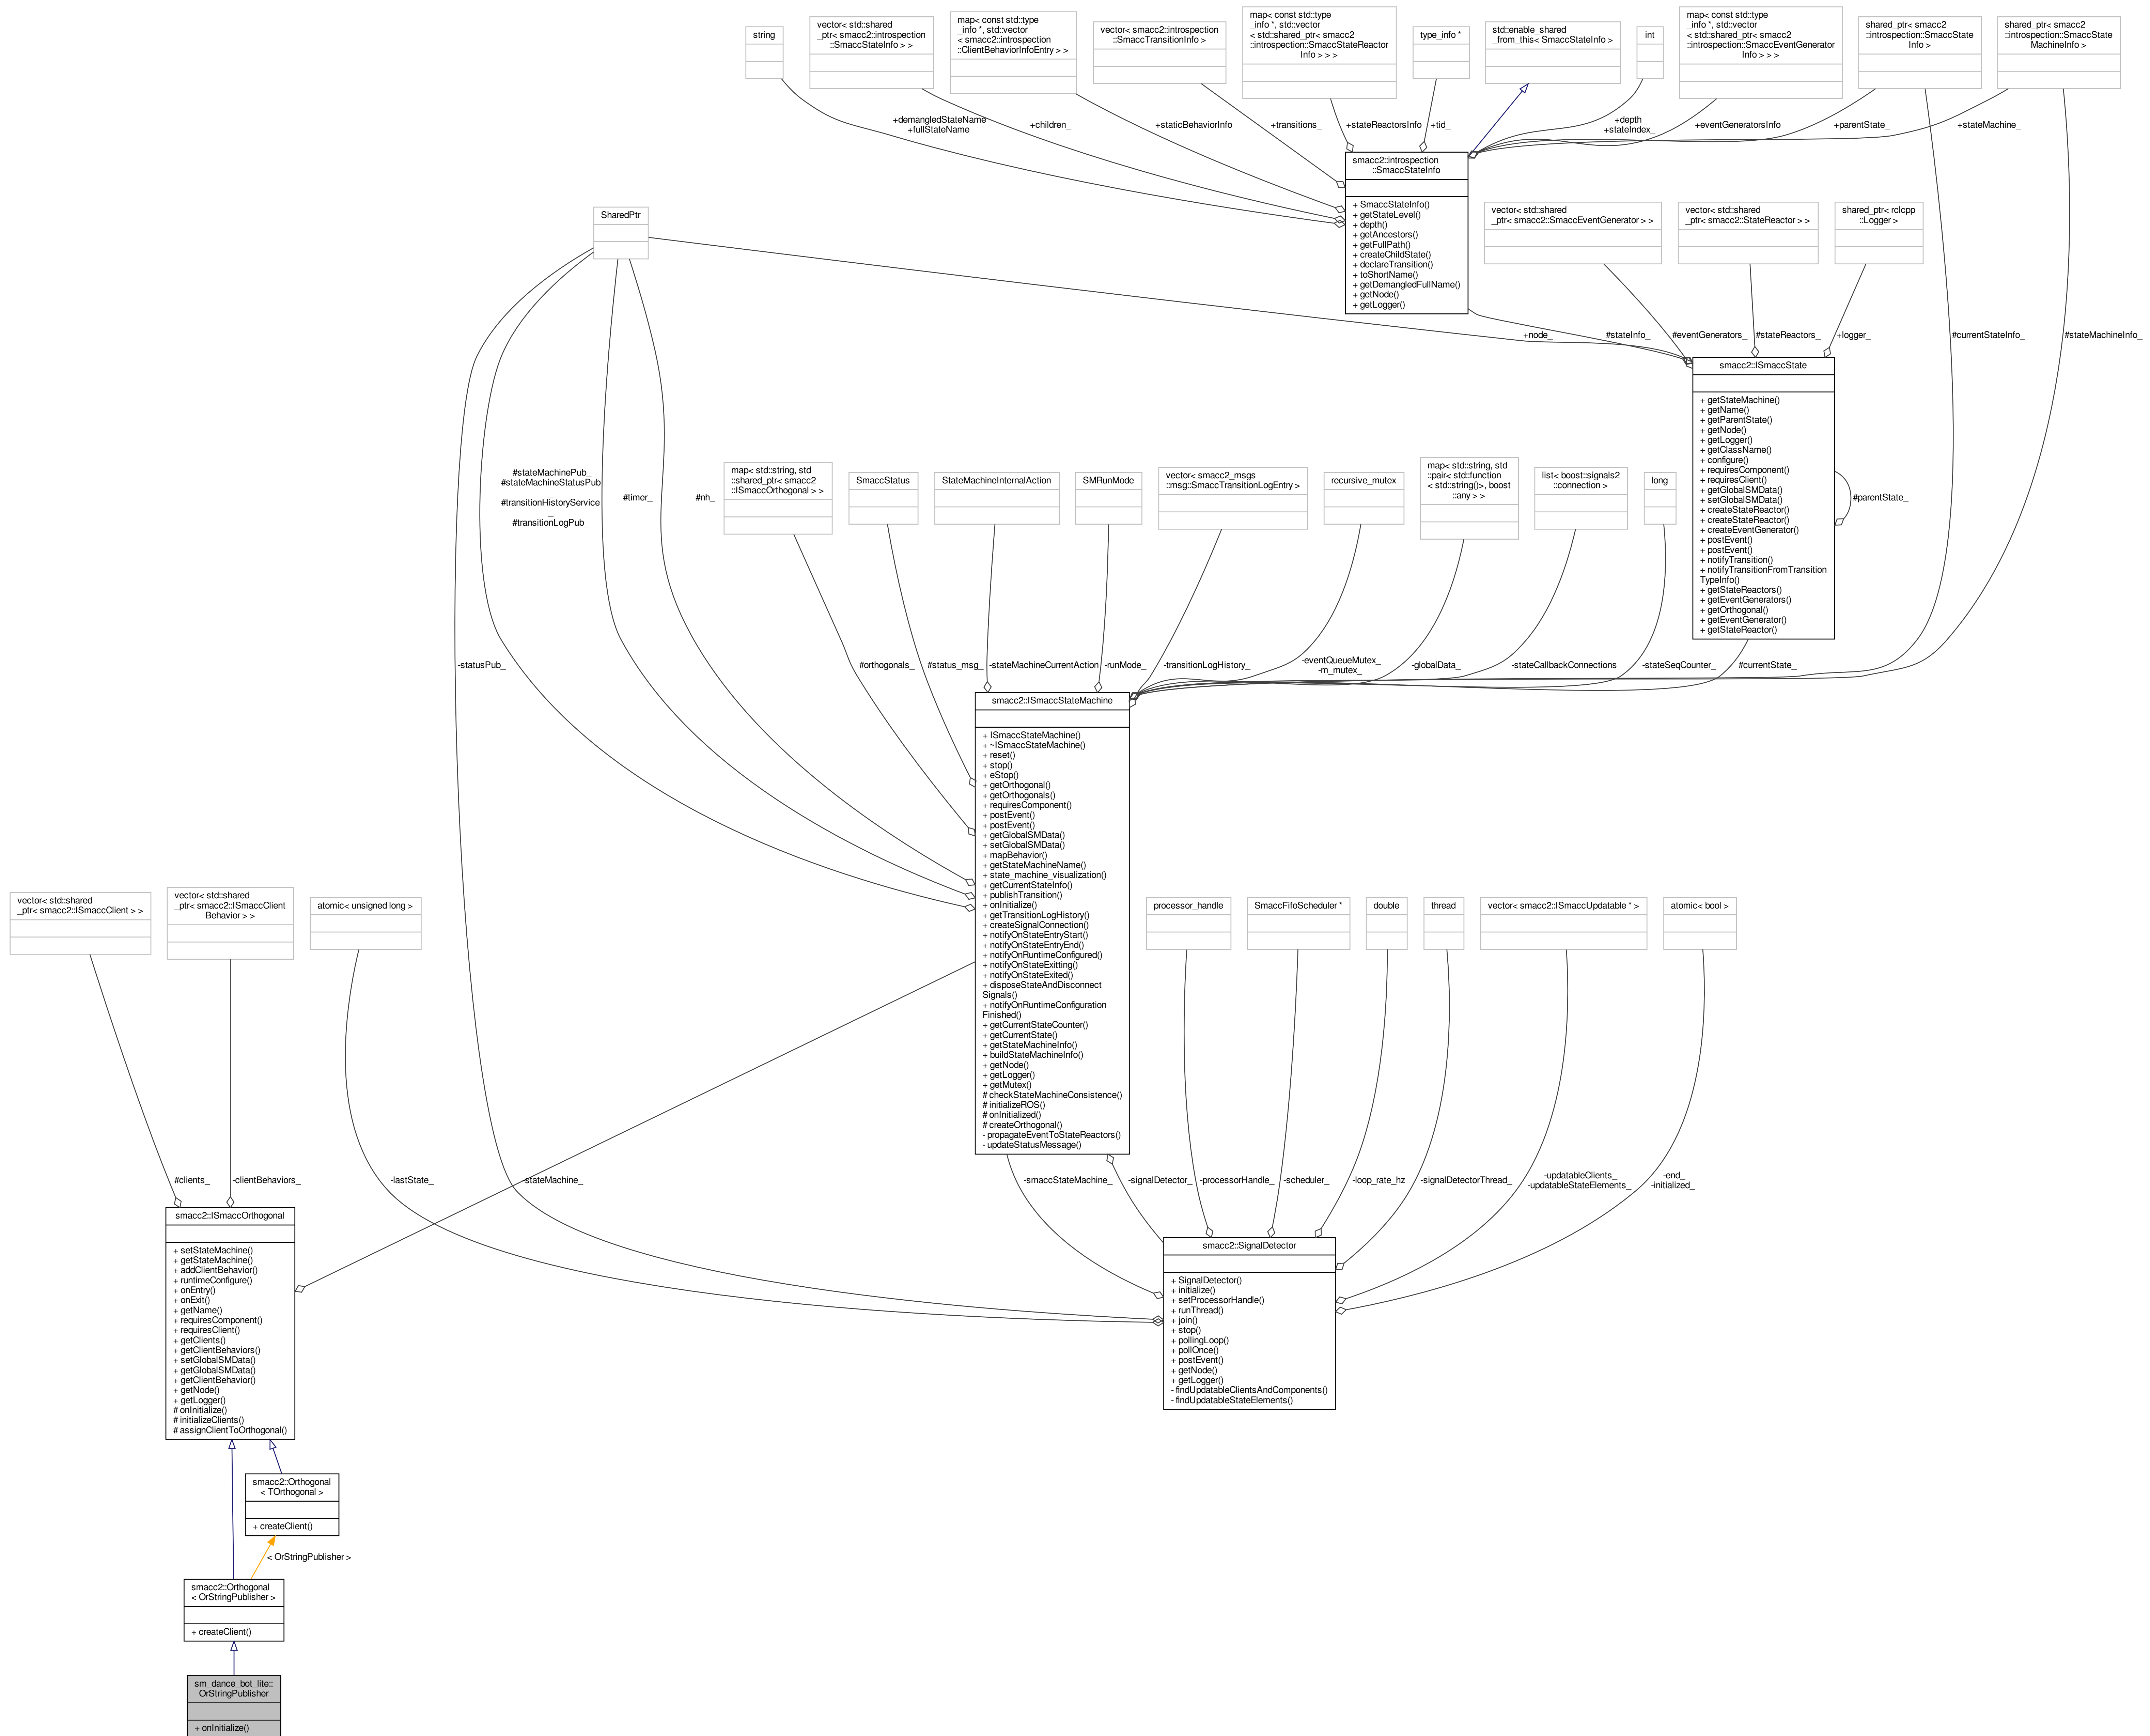 string
vector< std::shared
_ptr< smacc2::introspection
::SmaccStateInfo > >
map< const std::type
_info *, std::vector
< smacc2::introspection
::ClientBehaviorInfoEntry > >
vector< smacc2::introspection
::SmaccTransitionInfo >
map< const std::type
_info *, std::vector
< std::shared_ptr< smacc2
::introspection::SmaccStateReactor
Info > > >
type_info *
std::enable_shared
_from_this< SmaccStateInfo >
int
map< const std::type
_info *, std::vector
< std::shared_ptr< smacc2
::introspection::SmaccEventGenerator
Info > > >
shared_ptr< smacc2
::introspection::SmaccState
Info >
shared_ptr< smacc2
::introspection::SmaccState
MachineInfo >
+demangledStateName
+fullStateName
+children_
+staticBehaviorInfo
+transitions_
+stateReactorsInfo
+tid_
+depth_
+stateIndex_
+eventGeneratorsInfo
+parentState_
+stateMachine_
smacc2::introspection
::SmaccStateInfo
+ SmaccStateInfo()
+ getStateLevel()
+ depth()
+ getAncestors()
+ getFullPath()
+ createChildState()
+ declareTransition()
+ toShortName()
+ getDemangledFullName()
+ getNode()
+ getLogger()
SharedPtr
vector< std::shared
_ptr< smacc2::SmaccEventGenerator > >
vector< std::shared
_ptr< smacc2::StateReactor > >
shared_ptr< rclcpp
::Logger >
+node_
#stateInfo_
#eventGenerators_
#stateReactors_
+logger_
#currentStateInfo_
#stateMachineInfo_
smacc2::ISmaccState
+ getStateMachine()
+ getName()
+ getParentState()
+ getNode()
+ getLogger()
+ getClassName()
+ configure()
+ requiresComponent()
+ requiresClient()
+ getGlobalSMData()
+ setGlobalSMData()
+ createStateReactor()
+ createStateReactor()
+ createEventGenerator()
+ postEvent()
+ postEvent()
+ notifyTransition()
+ notifyTransitionFromTransition
TypeInfo()
+ getStateReactors()
+ getEventGenerators()
+ getOrthogonal()
+ getEventGenerator()
+ getStateReactor()
#parentState_
#stateMachinePub_
#stateMachineStatusPub
_
#transitionHistoryService
_
#transitionLogPub_
#timer_
#nh_
map< std::string, std
::shared_ptr< smacc2
::ISmaccOrthogonal > >
SmaccStatus
StateMachineInternalAction
SMRunMode
vector< smacc2_msgs
::msg::SmaccTransitionLogEntry >
recursive_mutex
map< std::string, std
::pair< std::function
< std::string()>, boost
::any > >
list< boost::signals2
::connection >
long
-statusPub_
#orthogonals_
#status_msg_
-stateMachineCurrentAction
-runMode_
-transitionLogHistory_
-eventQueueMutex_
-m_mutex_
-globalData_
-stateCallbackConnections
-stateSeqCounter_
#currentState_
smacc2::ISmaccStateMachine
+ ISmaccStateMachine()
+ ~ISmaccStateMachine()
+ reset()
+ stop()
+ eStop()
+ getOrthogonal()
+ getOrthogonals()
+ requiresComponent()
+ postEvent()
+ postEvent()
+ getGlobalSMData()
+ setGlobalSMData()
+ mapBehavior()
+ getStateMachineName()
+ state_machine_visualization()
+ getCurrentStateInfo()
+ publishTransition()
+ onInitialize()
+ getTransitionLogHistory()
+ createSignalConnection()
+ notifyOnStateEntryStart()
+ notifyOnStateEntryEnd()
+ notifyOnRuntimeConfigured()
+ notifyOnStateExitting()
+ notifyOnStateExited()
+ disposeStateAndDisconnect
Signals()
+ notifyOnRuntimeConfiguration
Finished()
+ getCurrentStateCounter()
+ getCurrentState()
+ getStateMachineInfo()
+ buildStateMachineInfo()
+ getNode()
+ getLogger()
+ getMutex()
# checkStateMachineConsistence()
# initializeROS()
# onInitialized()
# createOrthogonal()
- propagateEventToStateReactors()
- updateStatusMessage()
vector< std::shared
_ptr< smacc2::ISmaccClient > >
vector< std::shared
_ptr< smacc2::ISmaccClient
Behavior > >
atomic< unsigned long >
processor_handle
SmaccFifoScheduler *
double
thread
vector< smacc2::ISmaccUpdatable * >
atomic< bool >
#clients_
-clientBehaviors_
-lastState_
-stateMachine_
-smaccStateMachine_
-signalDetector_
-processorHandle_
-scheduler_
-loop_rate_hz
-signalDetectorThread_
-updatableClients_
-updatableStateElements_
-end_
-initialized_
smacc2::ISmaccOrthogonal
+ setStateMachine()
+ getStateMachine()
+ addClientBehavior()
+ runtimeConfigure()
+ onEntry()
+ onExit()
+ getName()
+ requiresComponent()
+ requiresClient()
+ getClients()
+ getClientBehaviors()
+ setGlobalSMData()
+ getGlobalSMData()
+ getClientBehavior()
+ getNode()
+ getLogger()
# onInitialize()
# initializeClients()
# assignClientToOrthogonal()
smacc2::SignalDetector
+ SignalDetector()
+ initialize()
+ setProcessorHandle()
+ runThread()
+ join()
+ stop()
+ pollingLoop()
+ pollOnce()
+ postEvent()
+ getNode()
+ getLogger()
- findUpdatableClientsAndComponents()
- findUpdatableStateElements()
smacc2::Orthogonal
< TOrthogonal >
+ createClient()
< OrStringPublisher >
smacc2::Orthogonal
< OrStringPublisher >
+ createClient()
sm_dance_bot_lite::
OrStringPublisher
+ onInitialize()